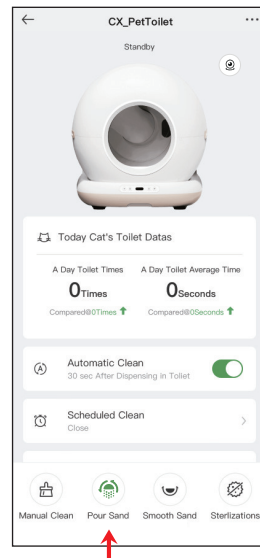 CX_PetToilet
Standby
Today Cat's Toilet Datas
A Day Toilet Times
A Day Toilet Average Time
0Times
0Seconds
Compared@0Times
Compared@0Seconds
Automatic Clean
30 sec After Dispensing in Toliet
Scheduled Clean
Close
Manual Clean
Pour Sand
Smooth Sand
Sterlizations